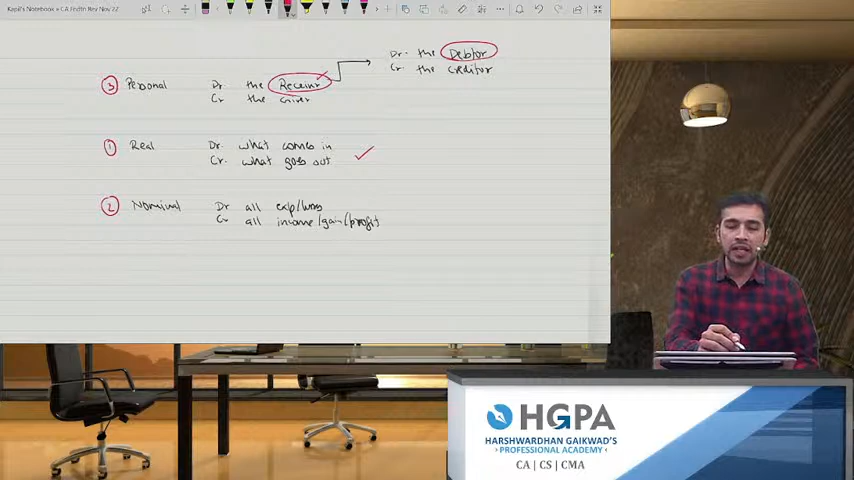 Kapil's Notebook » CA Fndtn Rev Nov 22
Dr. the Debtor
Cr. the creditor
③ Personal Dr. the Receiver
Cr the Giver
① Real Dr. what comes in
Cr. what goes out
② Nominal Dr all exp/loss
Cr all income/gain/profit
HGPA
HARSHWARDHAN GAIKWAD'S
PROFESSIONAL ACADEMY
CA | CS | CMA